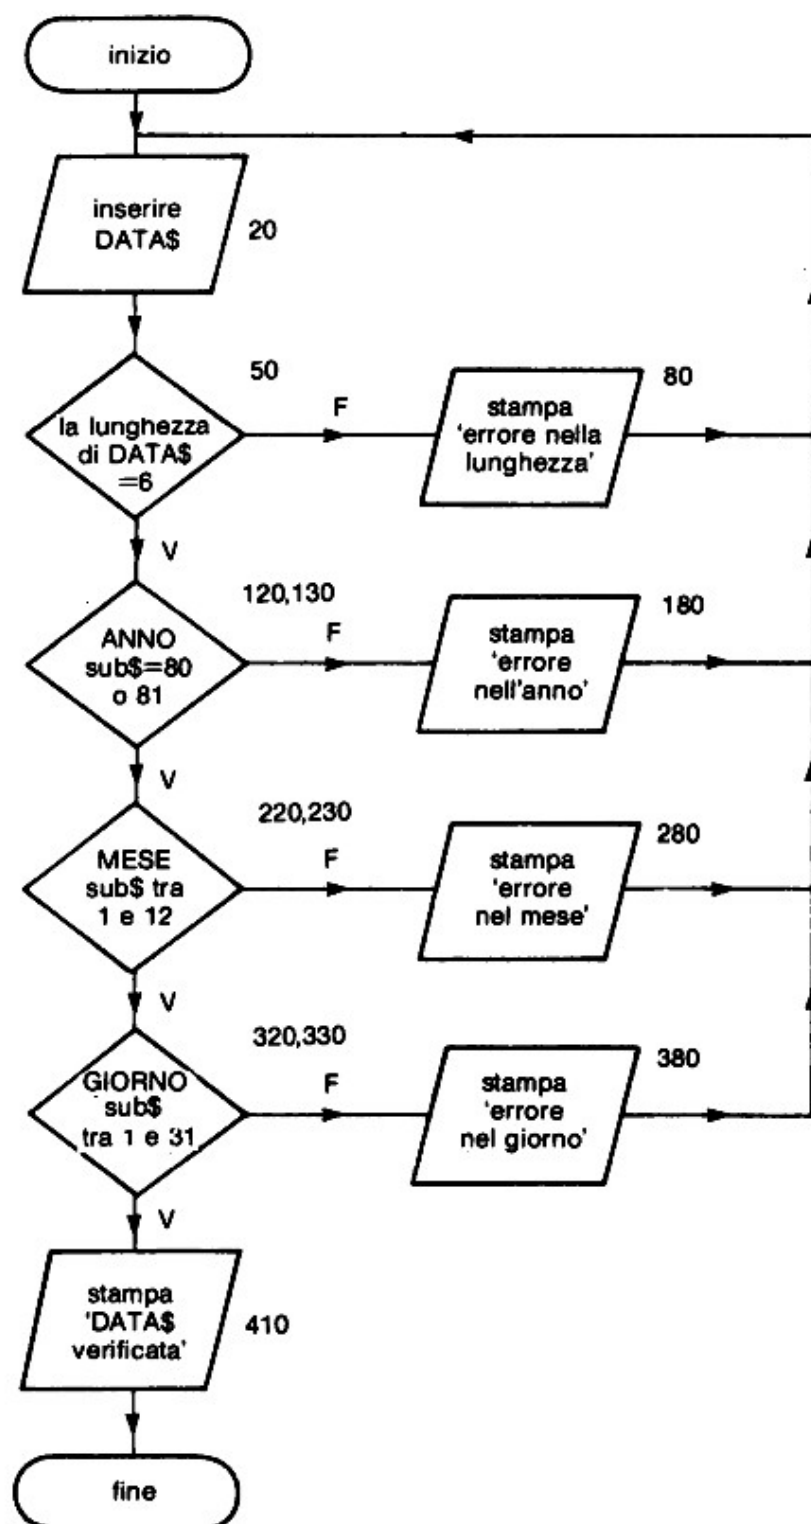 inizio
inserire
DATA$
20
50
la lunghezza
di DATA$
=6
F
stampa
'errore nella
lunghezza'
80
V
120,130
ANNO
sub$=80
o 81
F
stampa
'errore
nell'anno'
180
V
220,230
MESE
sub$ tra
1 e 12
F
stampa
'errore
nel mese'
280
V
320,330
GIORNO
sub$
tra 1 e 31
F
stampa
'errore
nel giorno'
380
V
stampa
'DATA$
verificata'
410
fine